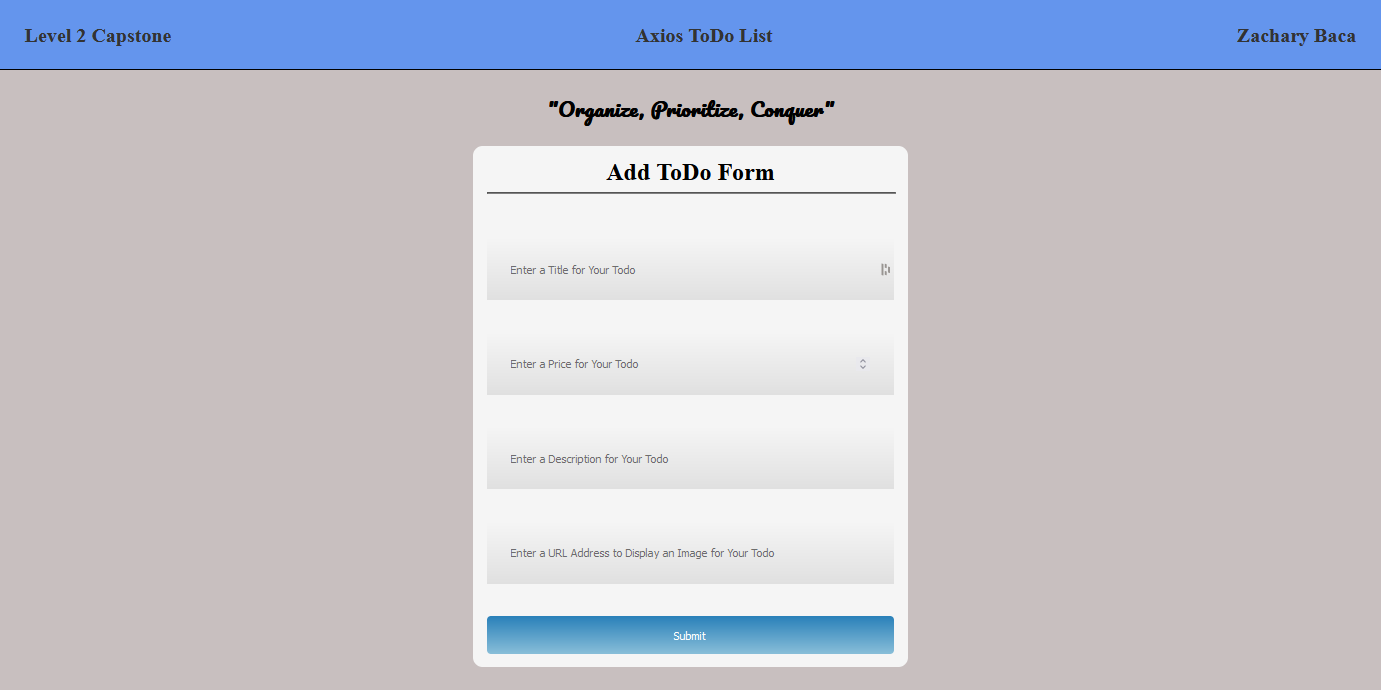 Level 2 Capstone
Axios ToDo List
Zachary Baca
"Organize, Prioritize, Conquer"
Add ToDo Form
Enter a Title for Your Todo
Enter a Price for Your Todo
Enter a Description for Your Todo
Enter a URL Address to Display an Image for Your Todo
Submit